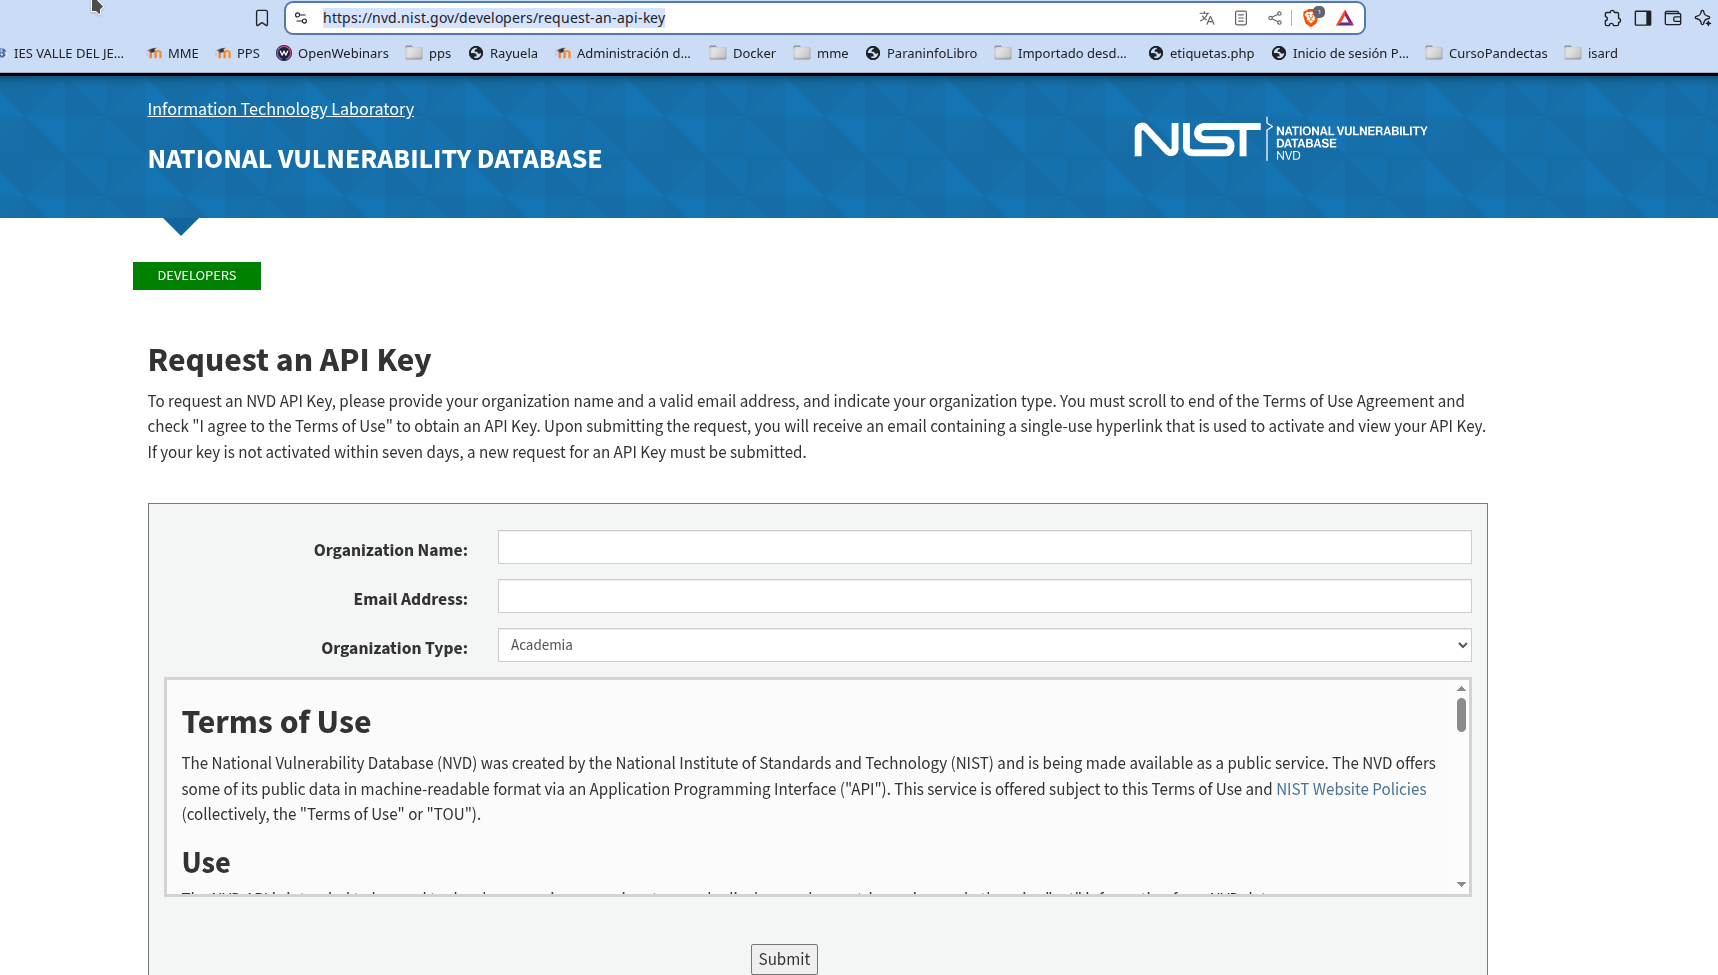 https://nvd.nist.gov/developers/request-an-api-key
1
IES VALLE DEL JE... MME PPS OpenWebinars pps Rayuela Administración d... Docker mme ParaninfoLibro Importado desd... etiquetas.php Inicio de sesión P... CursoPandectas isard
Information Technology Laboratory
NATIONAL VULNERABILITY DATABASE
NIST NATIONAL VULNERABILITY
DATABASE
NVD
DEVELOPERS
Request an API Key
To request an NVD API Key, please provide your organization name and a valid email address, and indicate your organization type. You must scroll to end of the Terms of Use Agreement and
check "I agree to the Terms of Use" to obtain an API Key. Upon submitting the request, you will receive an email containing a single-use hyperlink that is used to activate and view your API Key.
If your key is not activated within seven days, a new request for an API Key must be submitted.
Organization Name:
Email Address:
Organization Type: Academia
Terms of Use
The National Vulnerability Database (NVD) was created by the National Institute of Standards and Technology (NIST) and is being made available as a public service. The NVD offers
some of its public data in machine-readable format via an Application Programming Interface ("API"). This service is offered subject to this Terms of Use and NIST Website Policies
(collectively, the "Terms of Use" or "TOU").
Use
Submit